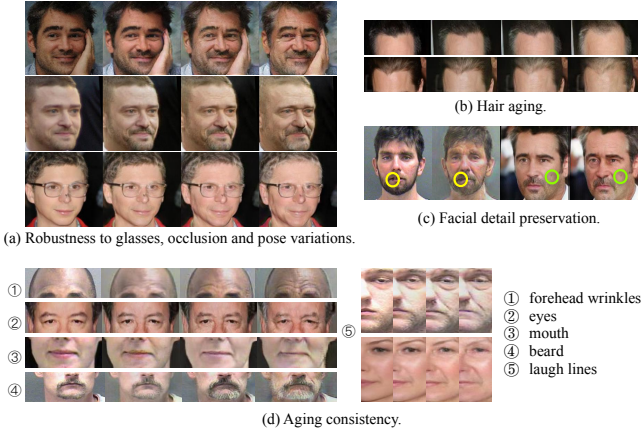 (a) Robustness to glasses, occlusion and pose variations.
(b) Hair aging.
(c) Facial detail preservation.
①
②
③
④
⑤
① forehead wrinkles
② eyes
③ mouth
④ beard
⑤ laugh lines
(d) Aging consistency.